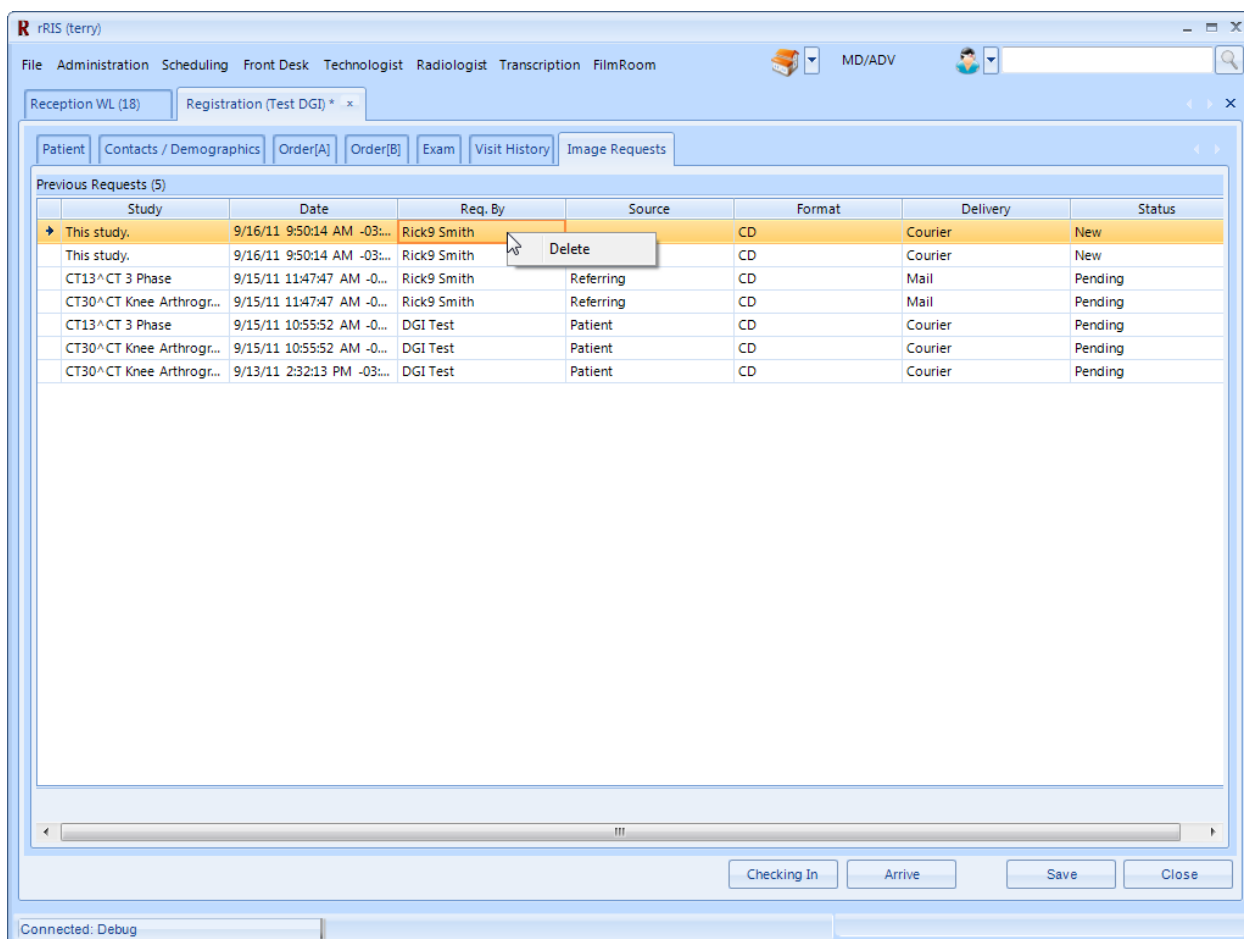 R rRIS (terry)
File Administration Scheduling Front Desk Technologist Radiologist Transcription FilmRoom MD/ADV
Reception WL (18) Registration (Test DGI) * x
Patient Contacts / Demographics Order[A] Order[B] Exam Visit History Image Requests
Previous Requests (5)
Study Date Req. By Source Format Delivery Status
This study. 9/16/11 9:50:14 AM -03:... Rick9 Smith CD Courier New
Delete
This study. 9/16/11 9:50:14 AM -03:... Rick9 Smith CD Courier New
CT13^CT 3 Phase 9/15/11 11:47:47 AM -0... Rick9 Smith Referring CD Mail Pending
CT30^CT Knee Arthrogr... 9/15/11 11:47:47 AM -0... Rick9 Smith Referring CD Mail Pending
CT13^CT 3 Phase 9/15/11 10:55:52 AM -0... DGI Test Patient CD Courier Pending
CT30^CT Knee Arthrogr... 9/15/11 10:55:52 AM -0... DGI Test Patient CD Courier Pending
CT30^CT Knee Arthrogr... 9/13/11 2:32:13 PM -03:... DGI Test Patient CD Courier Pending
Checking In Arrive Save Close
Connected: Debug